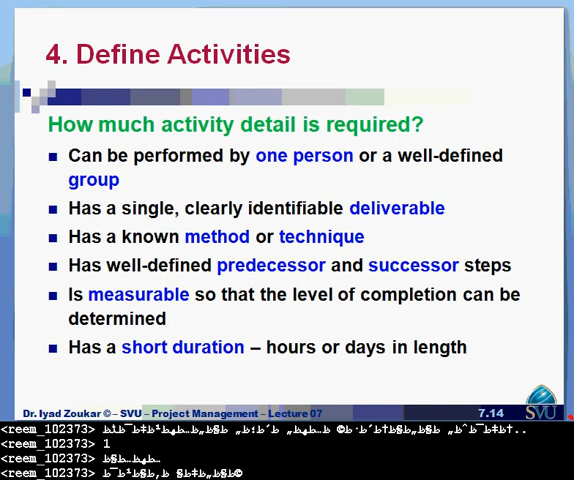 4. Define Activities
How much activity detail is required?
Can be performed by one person or a well-defined
group
Has a single, clearly identifiable deliverable
Has a known method or technique
Has well-defined predecessor and successor steps
Is measurable so that the level of completion can be
determined
Has a short duration – hours or days in length
Dr. Iyad Zoukar © – SVU – Project Management – Lecture 07
7.14
SVU
<reem_102373>
<reem_102373> 1
<reem_102373>
<reem_102373>